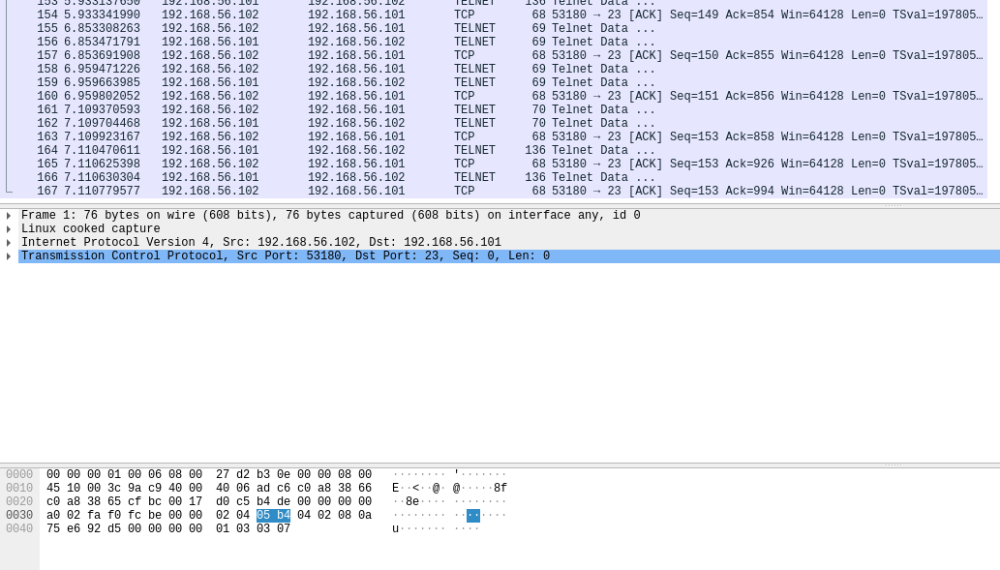 153 5.933137650 192.168.56.101 192.168.56.102 TELNET 136 Telnet Data ...
154 5.933341990 192.168.56.102 192.168.56.101 TCP 68 53180 → 23 [ACK] Seq=149 Ack=854 Win=64128 Len=0 TSval=197805…
155 6.853308263 192.168.56.102 192.168.56.101 TELNET 69 Telnet Data ...
156 6.853471791 192.168.56.101 192.168.56.102 TELNET 69 Telnet Data ...
157 6.853691908 192.168.56.102 192.168.56.101 TCP 68 53180 → 23 [ACK] Seq=150 Ack=855 Win=64128 Len=0 TSval=197805…
158 6.959471226 192.168.56.102 192.168.56.101 TELNET 69 Telnet Data ...
159 6.959663985 192.168.56.101 192.168.56.102 TELNET 69 Telnet Data ...
160 6.959802052 192.168.56.102 192.168.56.101 TCP 68 53180 → 23 [ACK] Seq=151 Ack=856 Win=64128 Len=0 TSval=197805…
161 7.109370593 192.168.56.102 192.168.56.101 TELNET 70 Telnet Data ...
162 7.109704468 192.168.56.101 192.168.56.102 TELNET 70 Telnet Data ...
163 7.109923167 192.168.56.102 192.168.56.101 TCP 68 53180 → 23 [ACK] Seq=153 Ack=858 Win=64128 Len=0 TSval=197805…
164 7.110470611 192.168.56.101 192.168.56.102 TELNET 136 Telnet Data ...
165 7.110625398 192.168.56.102 192.168.56.101 TCP 68 53180 → 23 [ACK] Seq=153 Ack=926 Win=64128 Len=0 TSval=197805…
166 7.110630304 192.168.56.101 192.168.56.102 TELNET 136 Telnet Data ...
167 7.110779577 192.168.56.102 192.168.56.101 TCP 68 53180 → 23 [ACK] Seq=153 Ack=994 Win=64128 Len=0 TSval=197805…
Frame 1: 76 bytes on wire (608 bits), 76 bytes captured (608 bits) on interface any, id 0
Linux cooked capture
Internet Protocol Version 4, Src: 192.168.56.102, Dst: 192.168.56.101
Transmission Control Protocol, Src Port: 53180, Dst Port: 23, Seq: 0, Len: 0
0000 00 00 00 01 00 06 08 00 27 d2 b3 0e 00 00 08 00 ········ '·······
0010 45 10 00 3c 9a c9 40 00 40 06 ad c6 c0 a8 38 66 E··<··@· @·····8f
0020 c0 a8 38 65 cf bc 00 17 d0 c5 b4 de 00 00 00 00 ··8e···· ········
0030 a0 02 fa f0 fc be 00 00 02 04 05 b4 04 02 08 0a ········ ········
0040 75 e6 92 d5 00 00 00 00 01 03 03 07 u······· ····